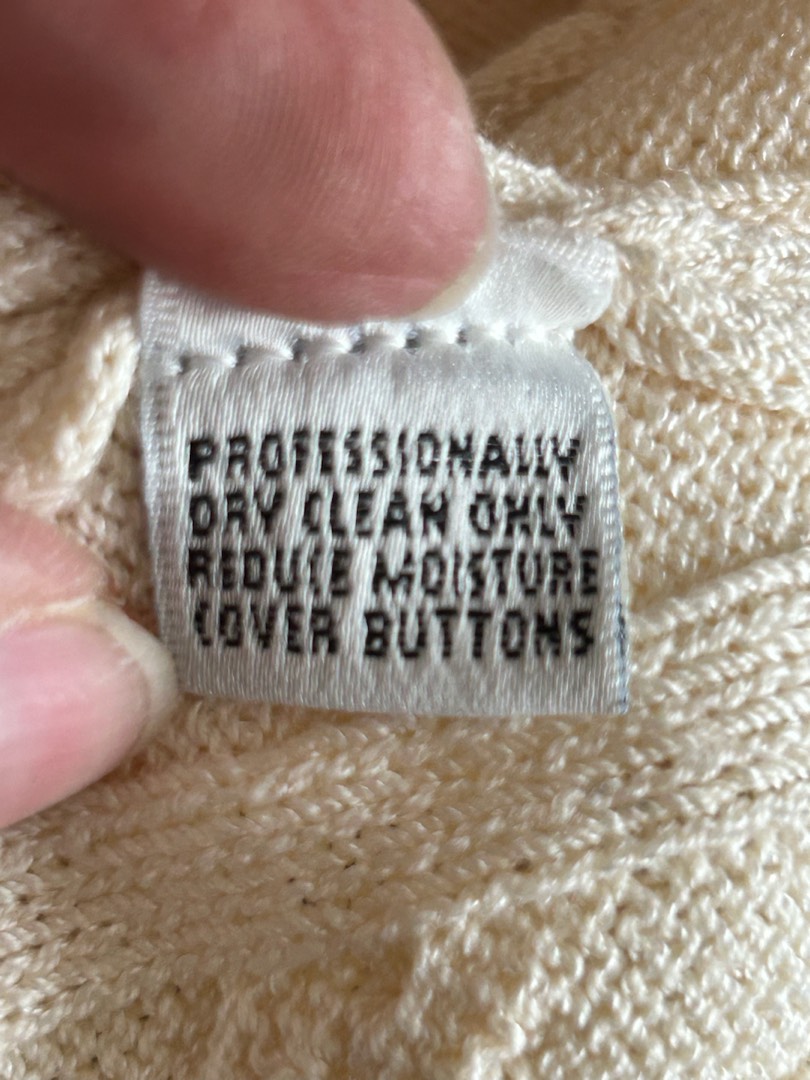 PROFESSIONALLY
DRY CLEAN ONLY
REDUCE MOISTURE
COVER BUTTONS